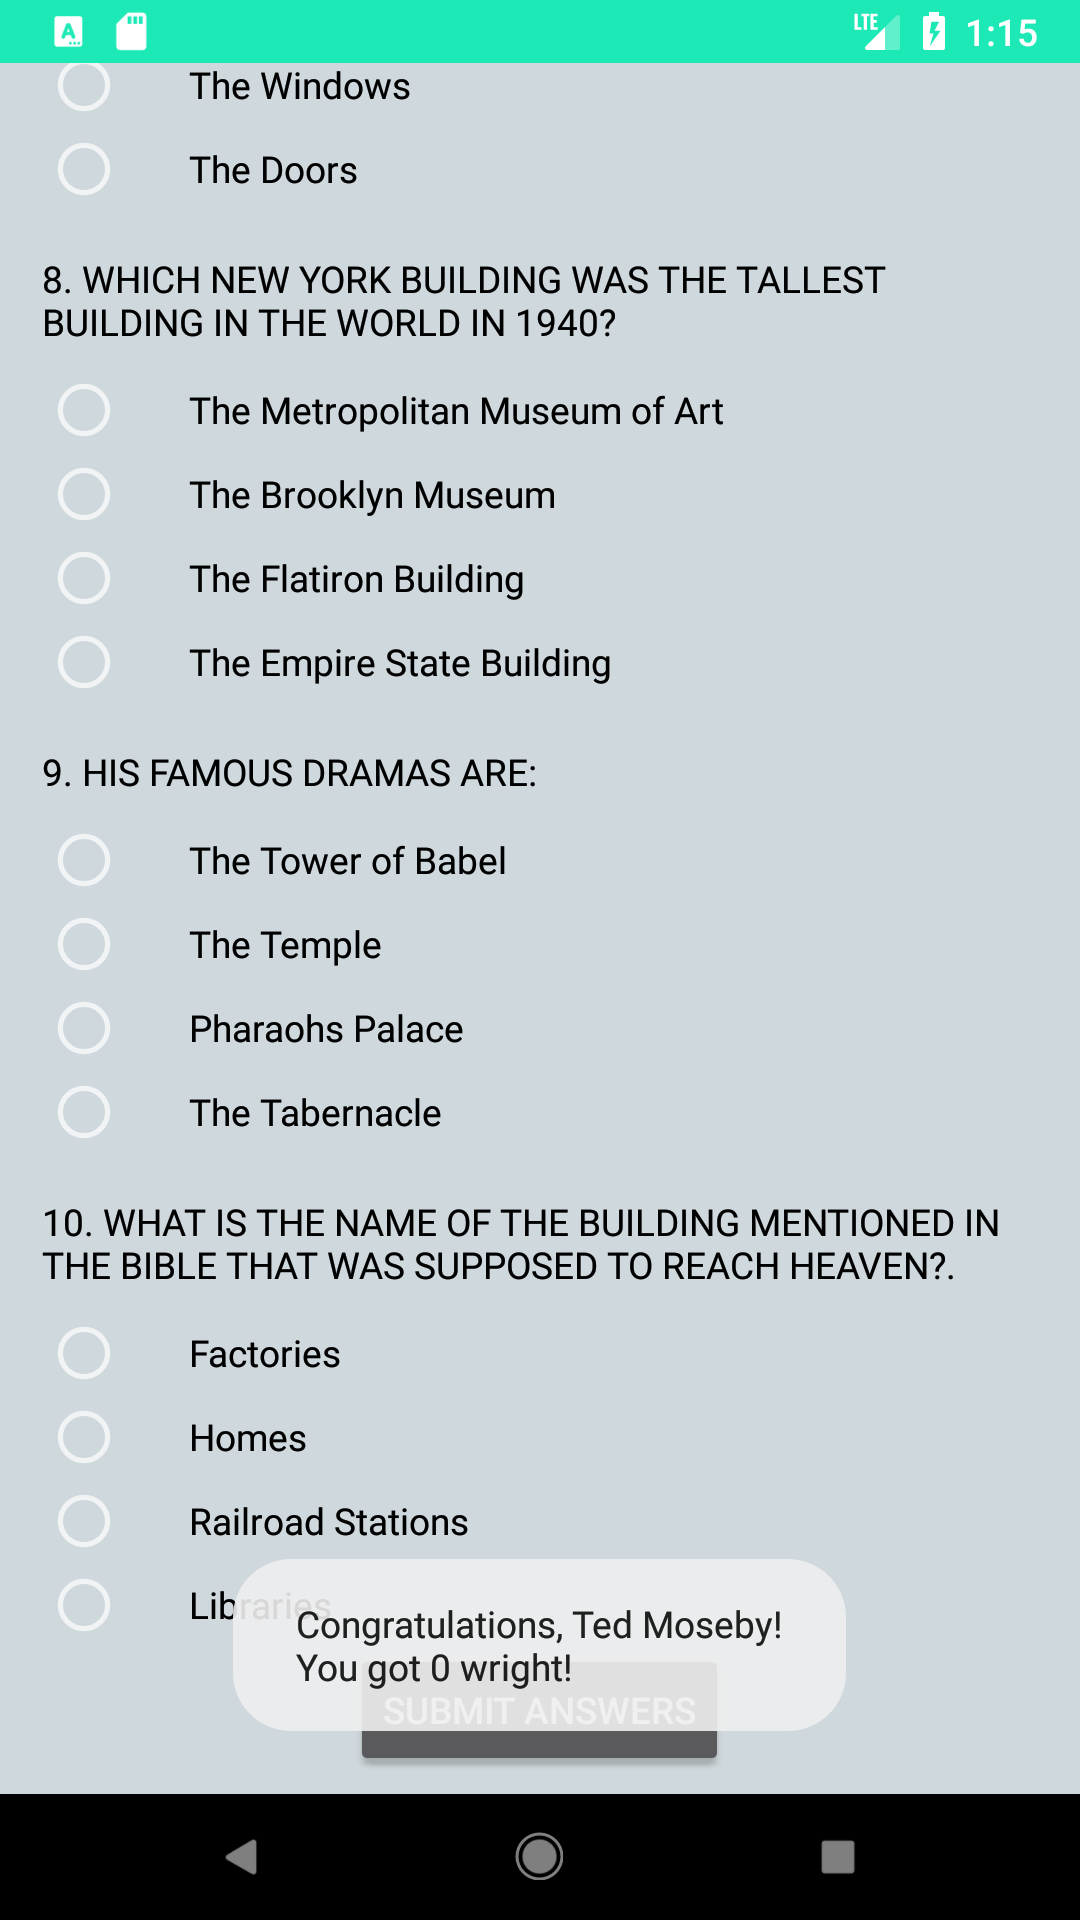 LTE 1:15
The Windows
The Doors
8. WHICH NEW YORK BUILDING WAS THE TALLEST
BUILDING IN THE WORLD IN 1940?
The Metropolitan Museum of Art
The Brooklyn Museum
The Flatiron Building
The Empire State Building
9. HIS FAMOUS DRAMAS ARE:
The Tower of Babel
The Temple
Pharaohs Palace
The Tabernacle
10. WHAT IS THE NAME OF THE BUILDING MENTIONED IN
THE BIBLE THAT WAS SUPPOSED TO REACH HEAVEN?.
Factories
Homes
Railroad Stations
Libraries
Congratulations, Ted Moseby!
You got 0 wright!
SUBMIT ANSWERS